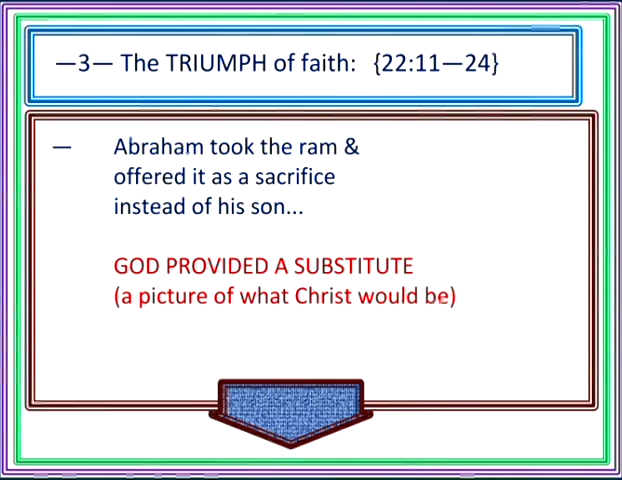 —3— The TRIUMPH of faith: {22:11—24}
— Abraham took the ram &
offered it as a sacrifice
instead of his son...
GOD PROVIDED A SUBSTITUTE
(a picture of what Christ would be)